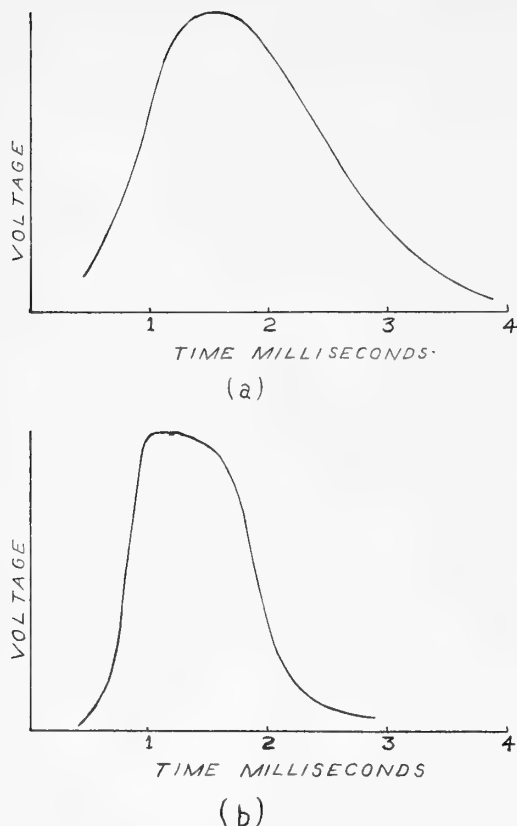 VOLTAGE
1 2 3 4
TIME MILLISECONDS.
(a)
VOLTAGE
1 2 3 4
TIME MILLISECONDS
(b)